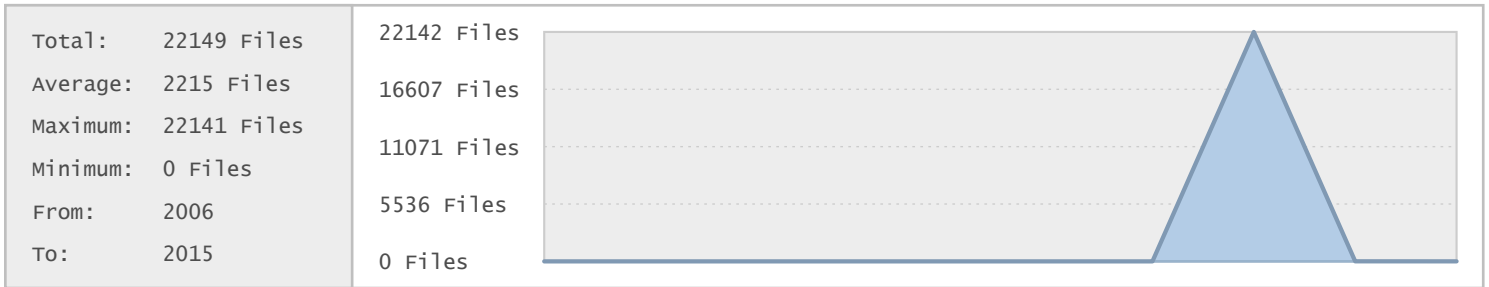 Total: 22149 Files
Average: 2215 Files
Maximum: 22141 Files
Minimum: 0 Files
From: 2006
To: 2015
22142 Files
16607 Files
11071 Files
5536 Files
0 Files